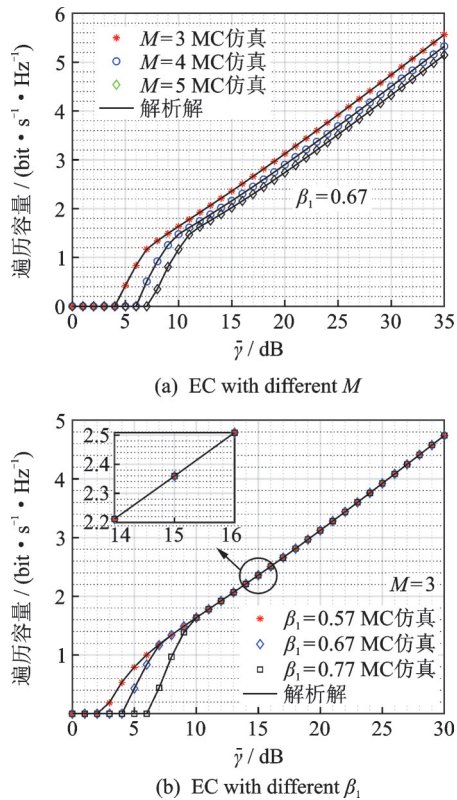 6
5
4
3
2
1
0
遍历容量 / (bit • s⁻¹ • Hz⁻¹)
M=3 MC仿真
M=4 MC仿真
M=5 MC仿真
解析解
β₁=0.67
0 5 10 15 20 25 30 35
γ̄ / dB
(a) EC with different M
5
4
3
2
1
0
遍历容量 / (bit • s⁻¹ • Hz⁻¹)
2.5
2.4
2.3
2.2
14 15 16
M=3
β₁=0.57 MC仿真
β₁=0.67 MC仿真
β₁=0.77 MC仿真
解析解
0 5 10 15 20 25 30
γ̄ / dB
(b) EC with different β₁